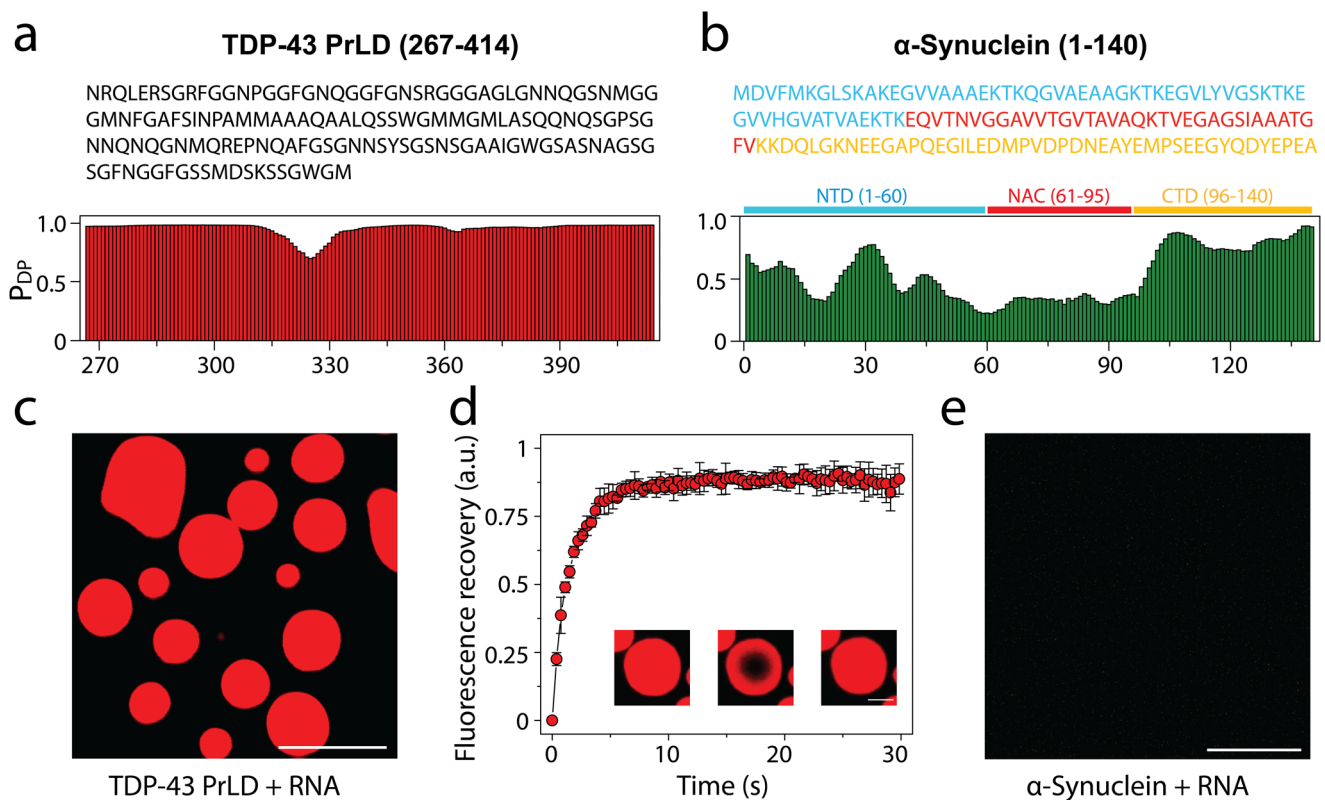 a
TDP-43 PrLD (267-414)
NRQLERSGRFGGNPGGFGNQGGFGNSRGGGAGLGNNQGSNMGG
GMNFGAFSINPAMMAAAQAALQSSWGMMGMLASQQNQSGPSG
NNQNQGNMQREPNQAFGSGNNSYSGSNSGAAIGWGSASNAGSG
SGFNGGFGSSMDSKSSGWGM
1.0
0.5
0
PDP
270 300 330 360 390
b
α-Synuclein (1-140)
MDVFMKGLSKAKEGVVAAAEKTKQGVAEAAGKTKEGVLYVGSKTKE
GVVHGVATVAEKTKEQVTNVGGAVVTGVTAVAQKTVEGAGSIAAATG
FVKKDQLGKNEEGAPQEGILEDMPVDPDNEAYEMPSEEGYQDYEPEA
NTD (1-60) NAC (61-95) CTD (96-140)
1.0
0.5
0
0 30 60 90 120
c
TDP-43 PrLD + RNA
d
Fluorescence recovery (a.u.)
1
0.75
0.5
0.25
0
0 10 20 30
Time (s)
e
α-Synuclein + RNA